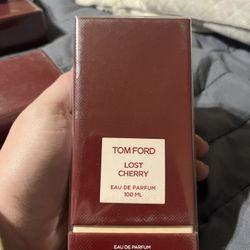 TOM FORD
LOST
CHERRY
EAU DE PARFUM
100 ML
EAU DE PARFUM